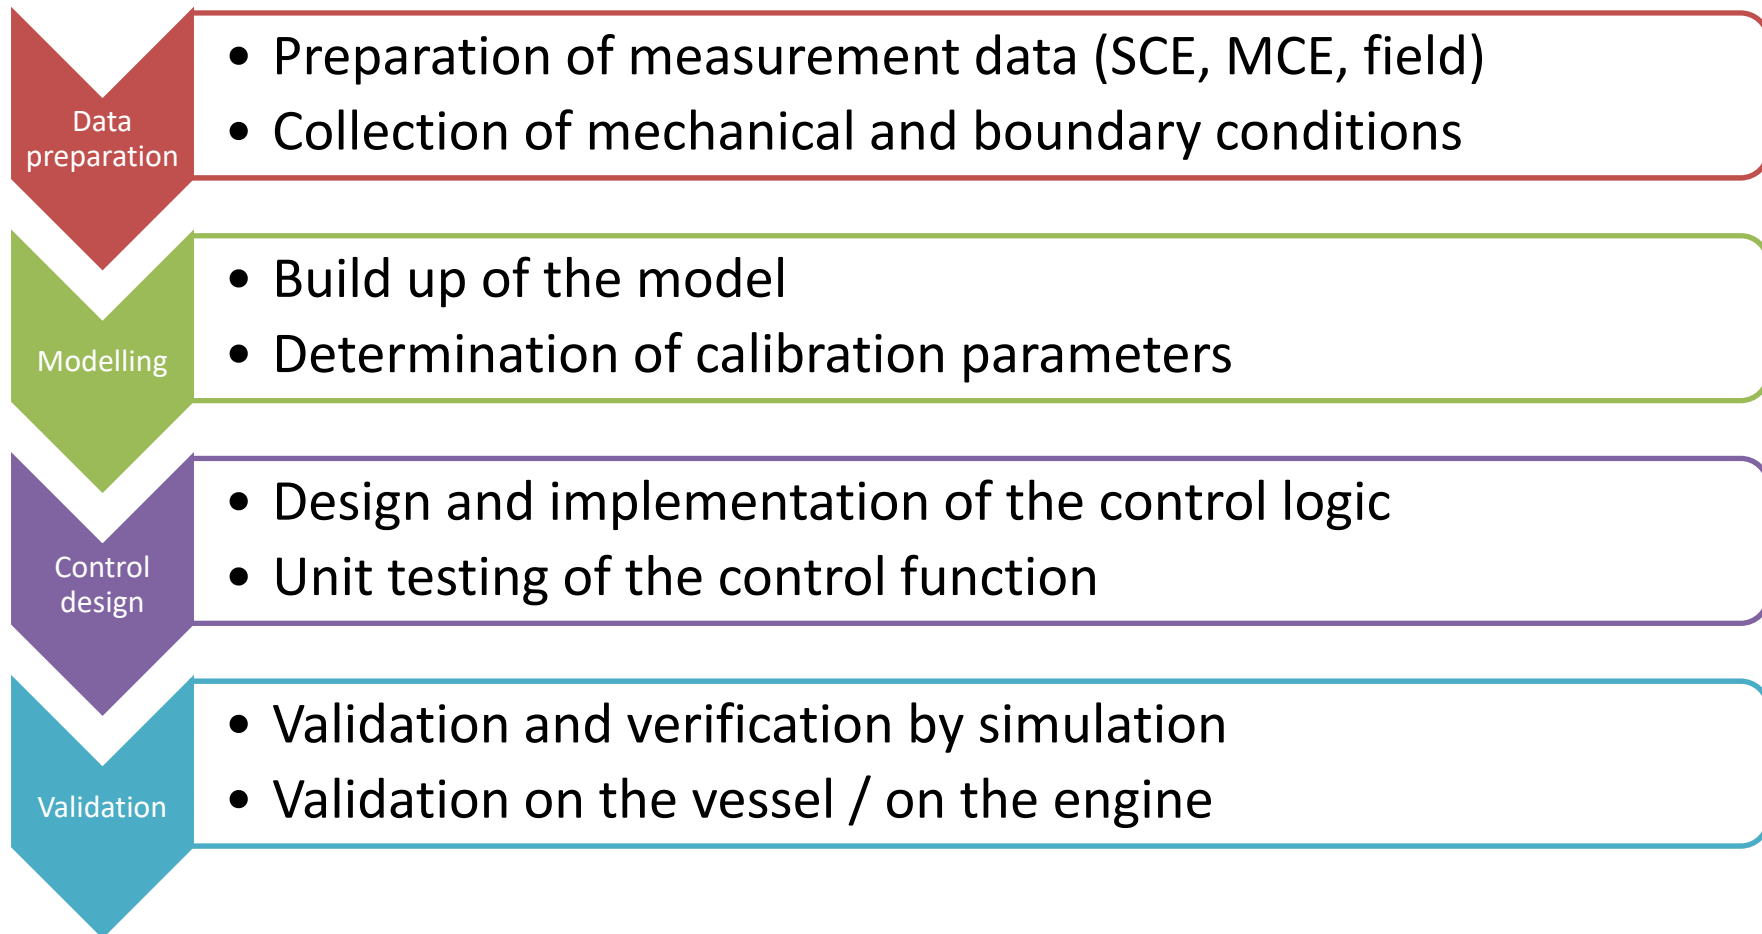 Data
preparation
• Preparation of measurement data (SCE, MCE, field)
• Collection of mechanical and boundary conditions
Modelling
• Build up of the model
• Determination of calibration parameters
Control
design
• Design and implementation of the control logic
• Unit testing of the control function
Validation
• Validation and verification by simulation
• Validation on the vessel / on the engine